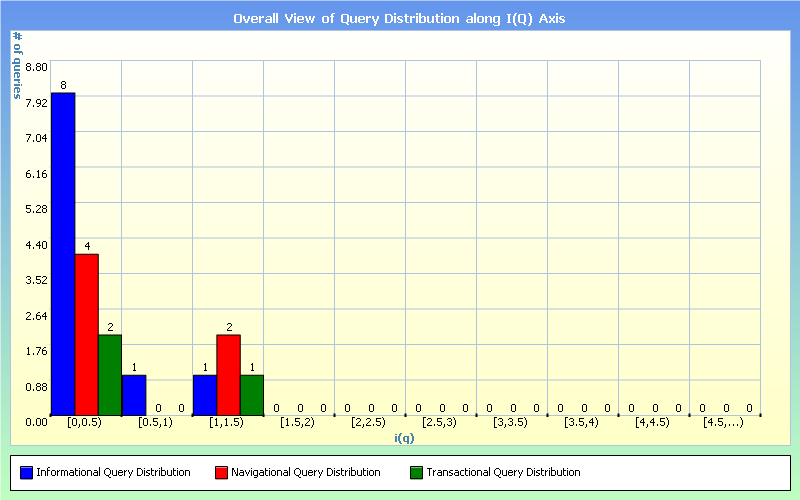 Overall View of Query Distribution along I(Q) Axis
# of queries
8.80
7.92
7.04
6.16
5.28
4.40
3.52
2.64
1.76
0.88
0.00
8 4 2 1 0 0 1 2 1 0 0 0 0 0 0 0 0 0 0 0 0 0 0 0 0 0 0 0 0 0
[0,0.5) [0.5,1) [1,1.5) [1.5,2) [2,2.5) [2.5,3) [3,3.5) [3.5,4) [4,4.5) [4.5,...)
i(q)
Informational Query Distribution Navigational Query Distribution Transactional Query Distribution